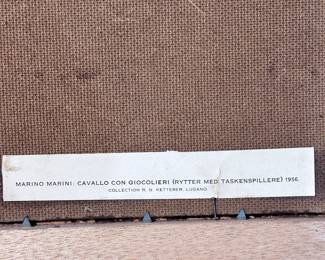 MARINO MARINI: CAVALLO CON GIOCOLIERI (RYTTER MED TASKENSPILLERE) 1956.
COLLECTION R. N. KETTERER, LUGANO.